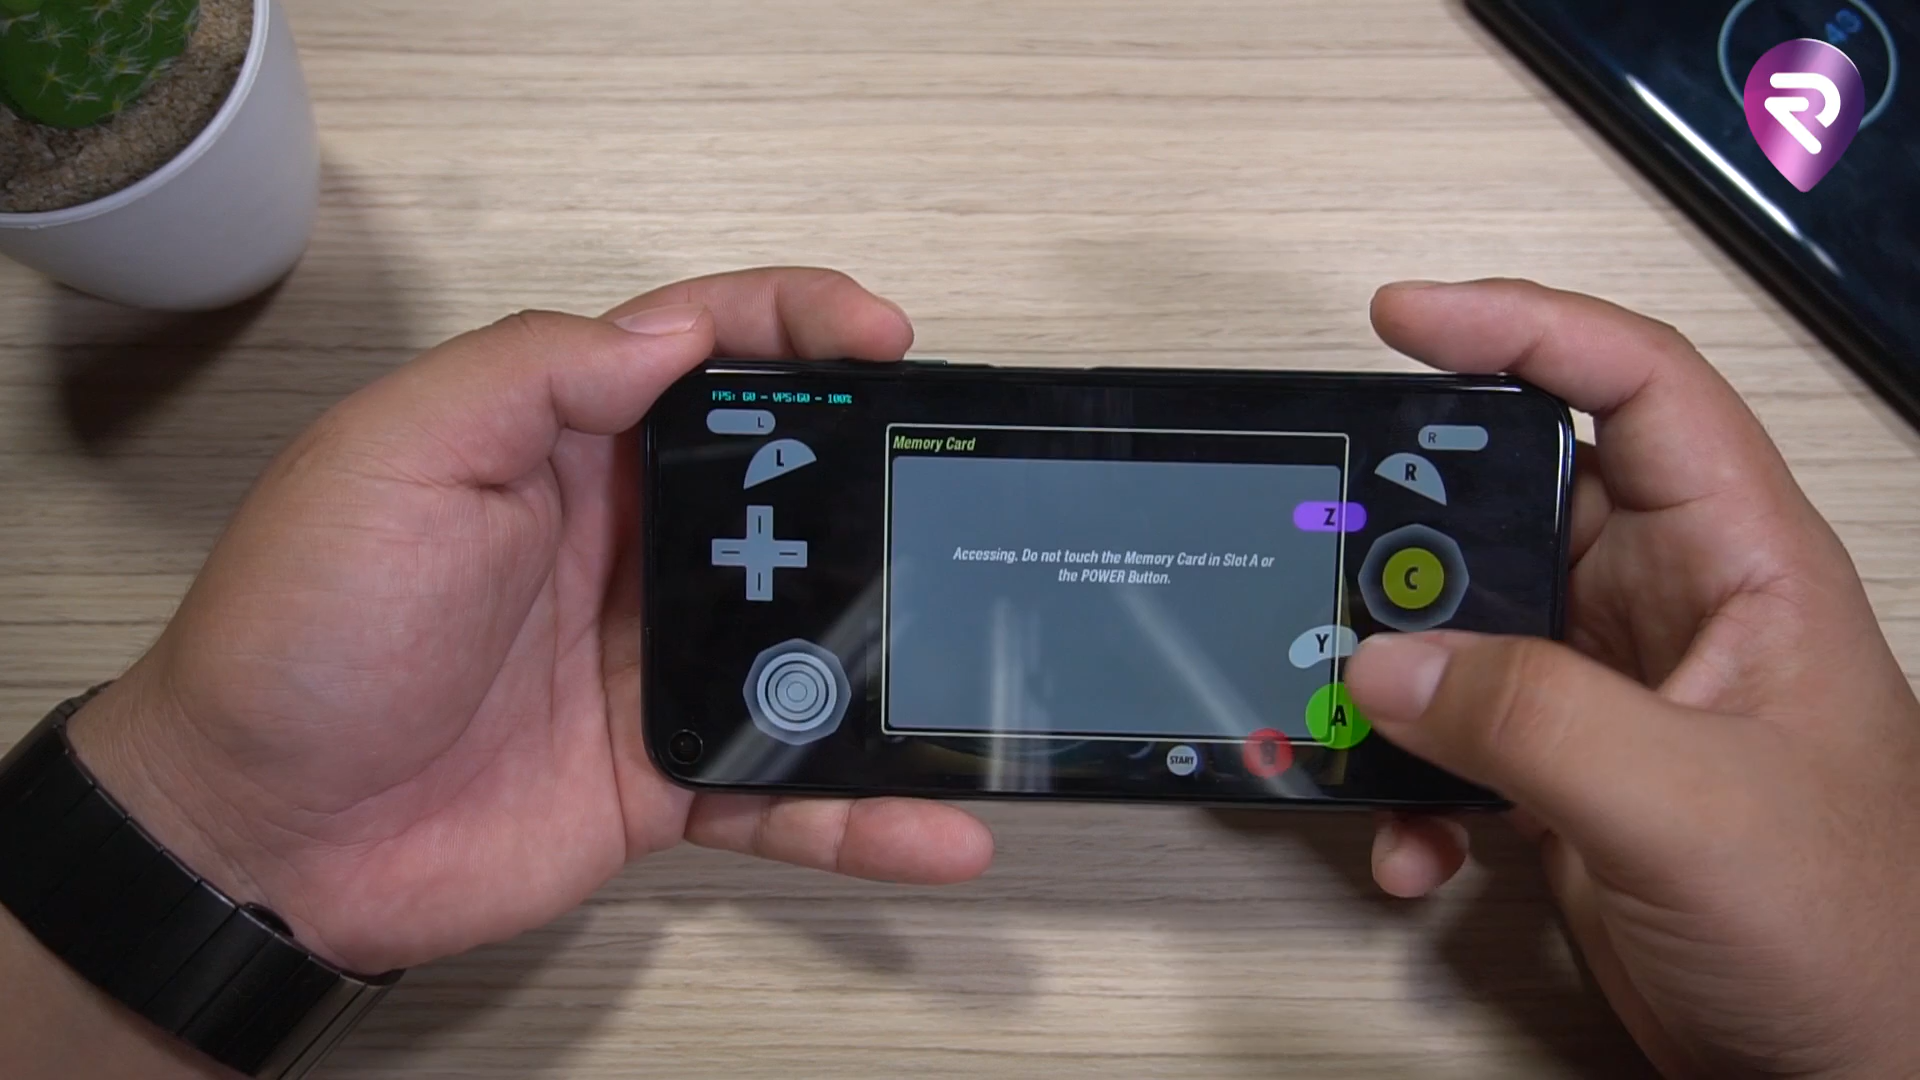 49
FPS: 60 - VPS:60 - 100%
L
R
L
R
Memory Card
Z
Accessing. Do not touch the Memory Card in Slot A or
the POWER Button.
C
Y
A
B
START